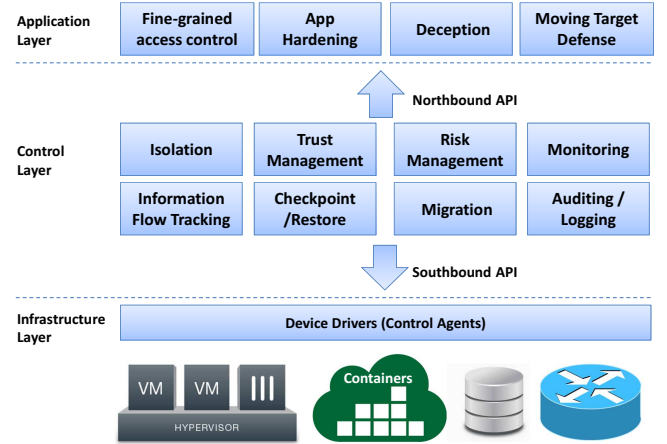 Application
Layer
Fine-grained
access control
App
Hardening
Deception
Moving Target
Defense
Northbound API
Control
Layer
Isolation
Trust
Management
Risk
Management
Monitoring
Information
Flow Tracking
Checkpoint
/Restore
Migration
Auditing /
Logging
Southbound API
Infrastructure
Layer
Device Drivers (Control Agents)
VM
VM
HYPERVISOR
Containers